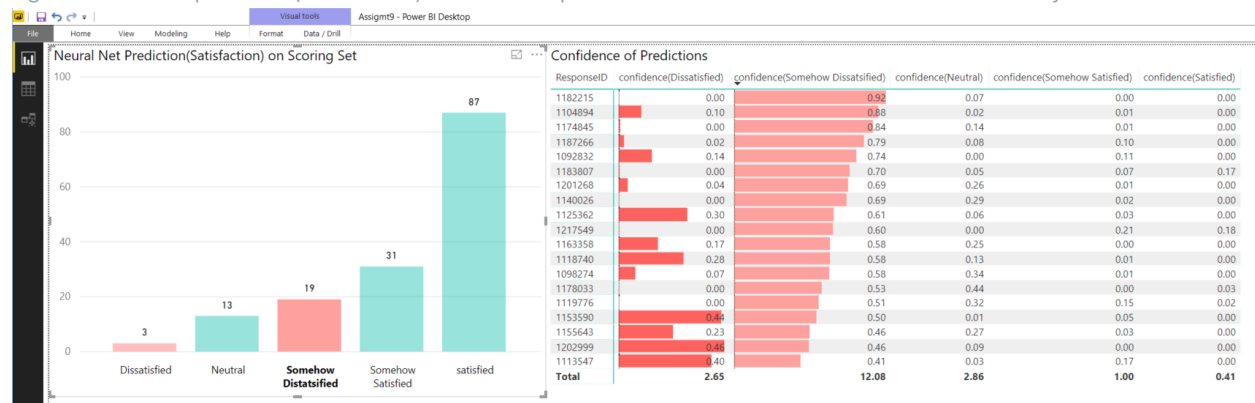 Visual tools
Assigmt9 - Power BI Desktop
File Home View Modeling Help Format Data / Drill
Neural Net Prediction(Satisfaction) on Scoring Set
100
80
60
40
20
0
3
13
19
31
87
Dissatisfied
Neutral
Somehow
Distatsified
Somehow
Satisfied
satisfied
Confidence of Predictions
ResponseID confidence(Dissatisfied) confidence(Somehow Dissatsified) confidence(Neutral) confidence(Somehow Satisfied) confidence(Satisfied)
1182215 0.00 0.92 0.07 0.00 0.00
1104894 0.10 0.88 0.02 0.01 0.00
1174845 0.00 0.84 0.14 0.01 0.00
1187266 0.02 0.79 0.08 0.10 0.00
1092832 0.14 0.74 0.00 0.11 0.00
1183807 0.00 0.70 0.05 0.07 0.17
1201268 0.04 0.69 0.26 0.01 0.00
1140026 0.00 0.69 0.29 0.02 0.00
1125362 0.30 0.61 0.06 0.03 0.00
1217549 0.00 0.60 0.00 0.21 0.18
1163358 0.17 0.58 0.25 0.00 0.00
1118740 0.28 0.58 0.13 0.01 0.00
1098274 0.07 0.58 0.34 0.01 0.00
1178033 0.00 0.53 0.44 0.00 0.03
1119776 0.00 0.51 0.32 0.15 0.02
1153590 0.44 0.50 0.01 0.05 0.00
1155643 0.23 0.46 0.27 0.03 0.00
1202999 0.46 0.46 0.09 0.00 0.00
1113547 0.40 0.41 0.03 0.17 0.00
Total 2.65 12.08 2.86 1.00 0.41